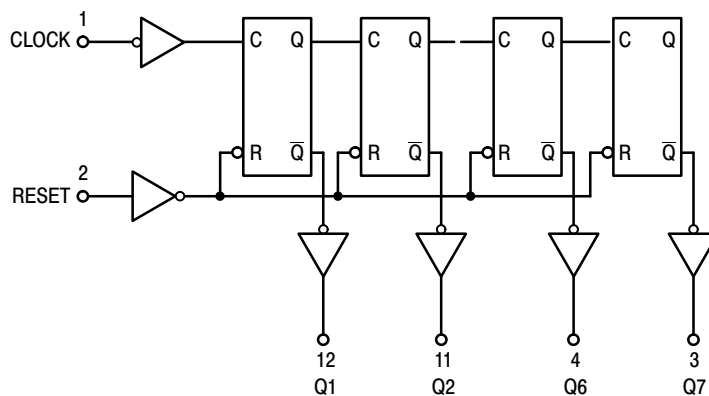 1
CLOCK
C Q C Q C Q C Q
R Q̅ R Q̅ R Q̅ R Q̅
2
RESET
12 11 4 3
Q1 Q2 Q6 Q7